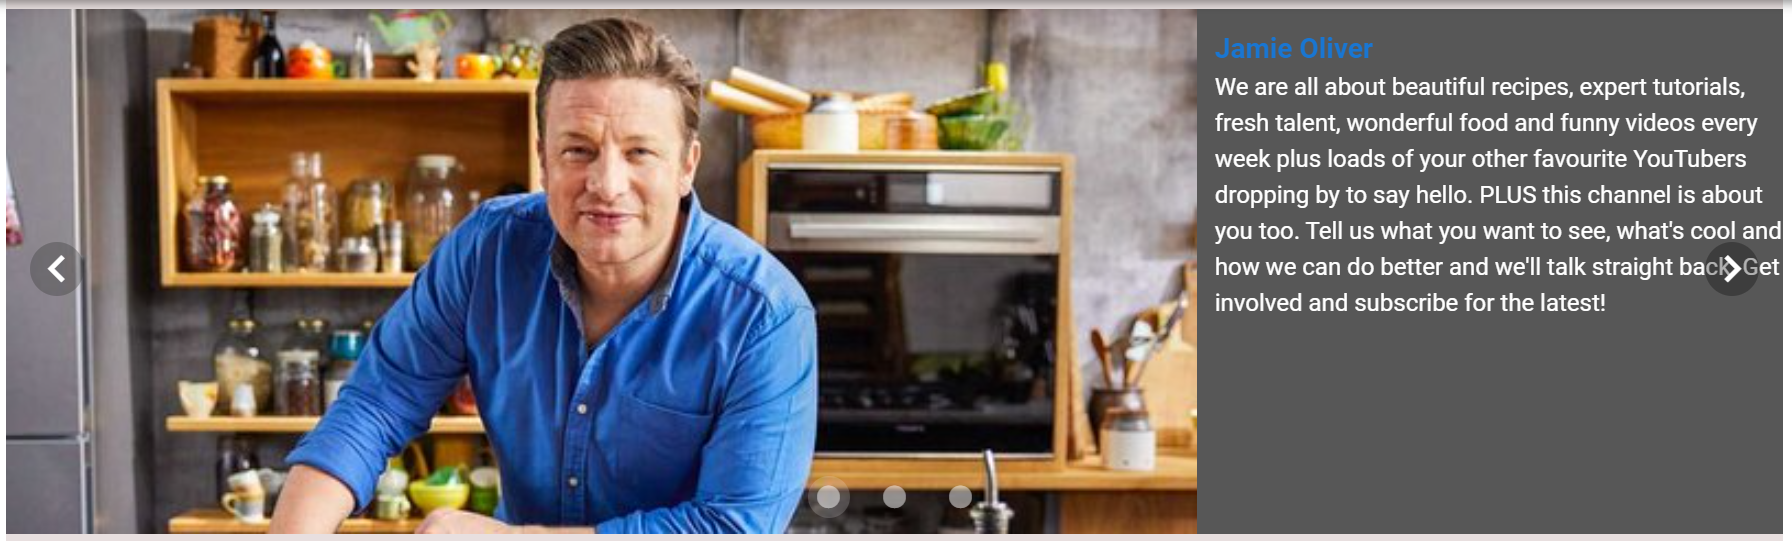 Jamie Oliver
We are all about beautiful recipes, expert tutorials,
fresh talent, wonderful food and funny videos every
week plus loads of your other favourite YouTubers
dropping by to say hello. PLUS this channel is about
you too. Tell us what you want to see, what's cool and
how we can do better and we'll talk straight back. Get
involved and subscribe for the latest!